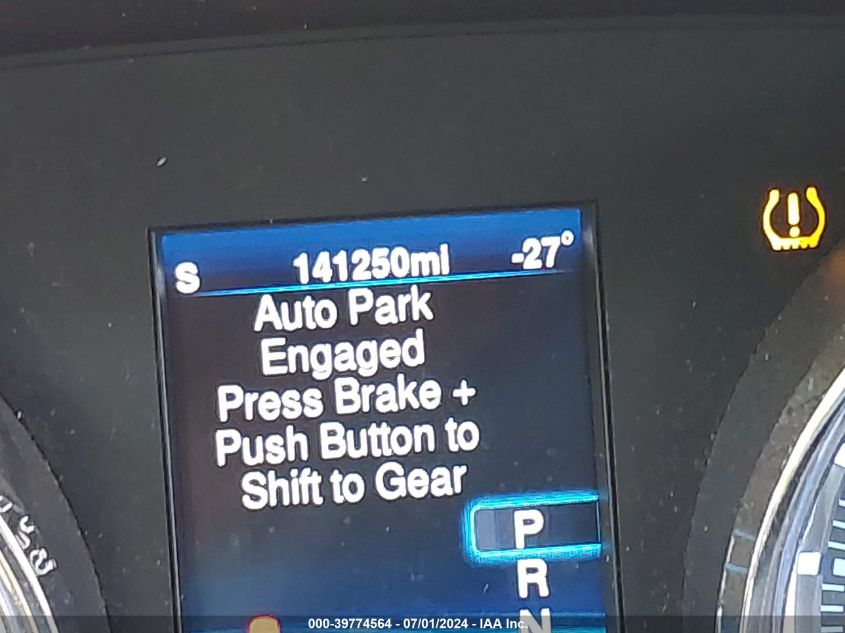 S 141250mi -27°
Auto Park
Engaged
Press Brake +
Push Button to
Shift to Gear
P
R
N
000-39774564 - 07/01/2024 - IAA Inc.